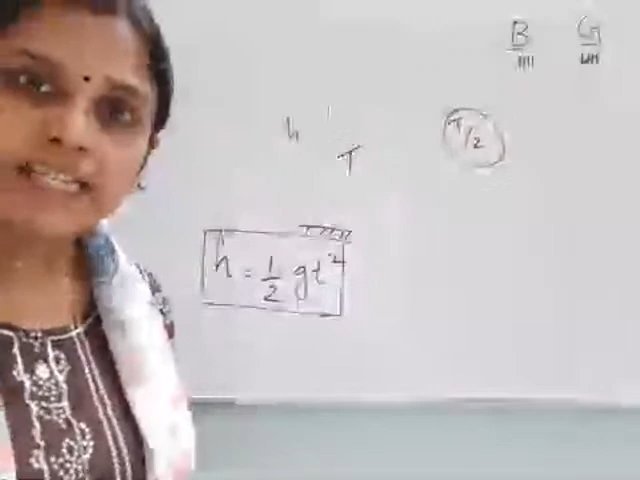 B G
h
T
T/2
h = 1/2 gt²